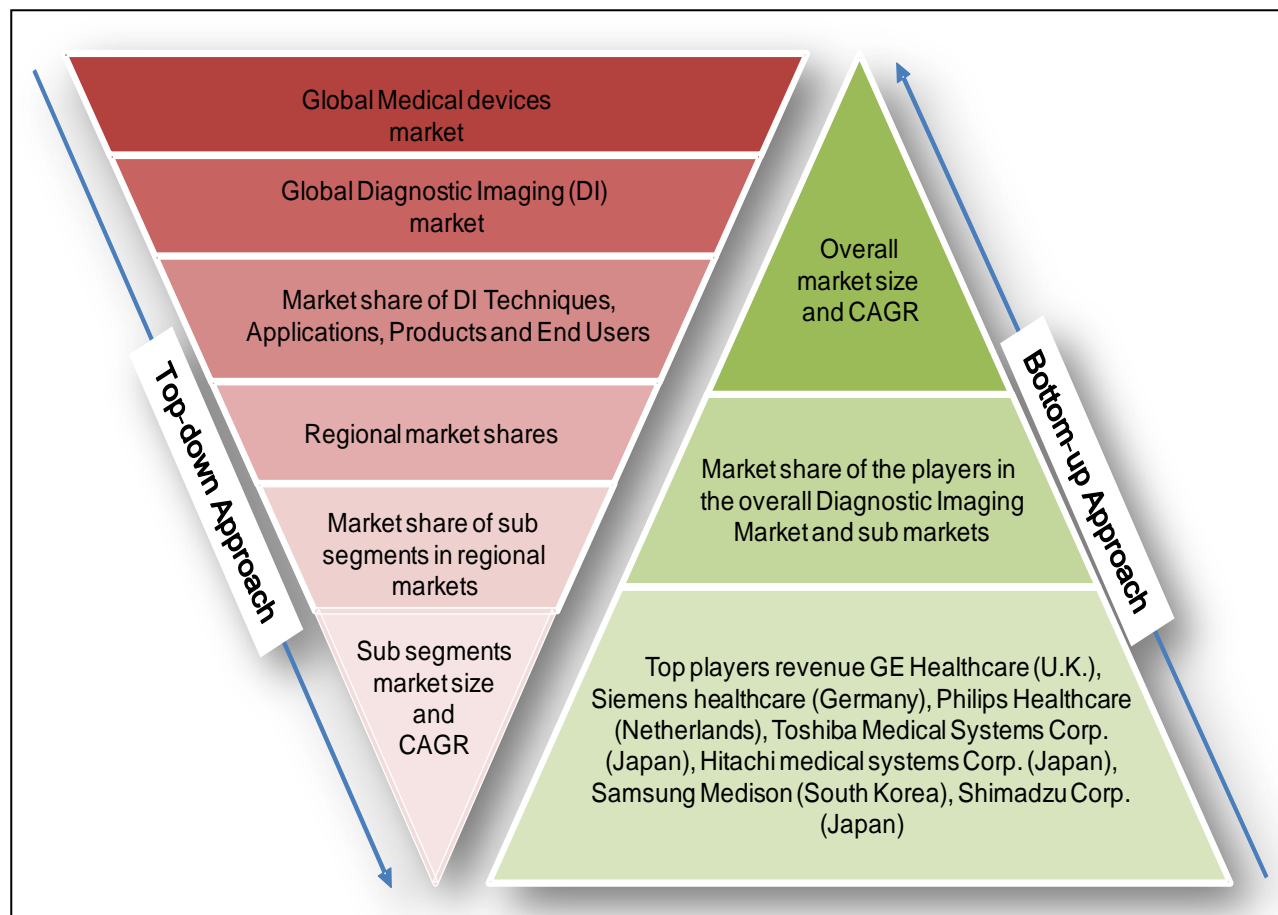 Global Medical devices
market
Global Diagnostic Imaging (DI)
market
Market share of DI Techniques,
Applications, Products and End Users
Regional market shares
Market share of sub
segments in regional
markets
Sub segments
market size
and
CAGR
Top-down Approach
Overall
market size
and CAGR
Market share of the players in
the overall Diagnostic Imaging
Market and sub markets
Top players revenue GE Healthcare (U.K.),
Siemens healthcare (Germany), Philips Healthcare
(Netherlands), Toshiba Medical Systems Corp.
(Japan), Hitachi medical systems Corp. (Japan),
Samsung Medison (South Korea), Shimadzu Corp.
(Japan)
Bottom-up Approach